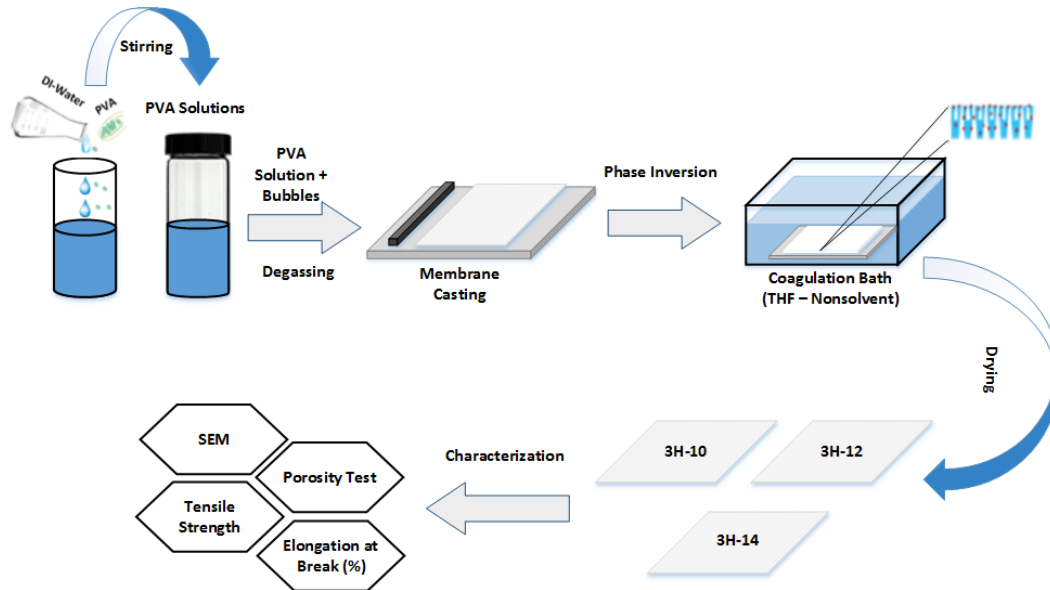 Stirring
DI-Water
PVA
PVA Solutions
PVA
Solution +
Bubbles
Degassing
Membrane
Casting
Phase Inversion
Coagulation Bath
(THF – Nonsolvent)
Drying
3H-10
3H-12
3H-14
Characterization
SEM
Porosity Test
Tensile
Strength
Elongation at
Break (%)